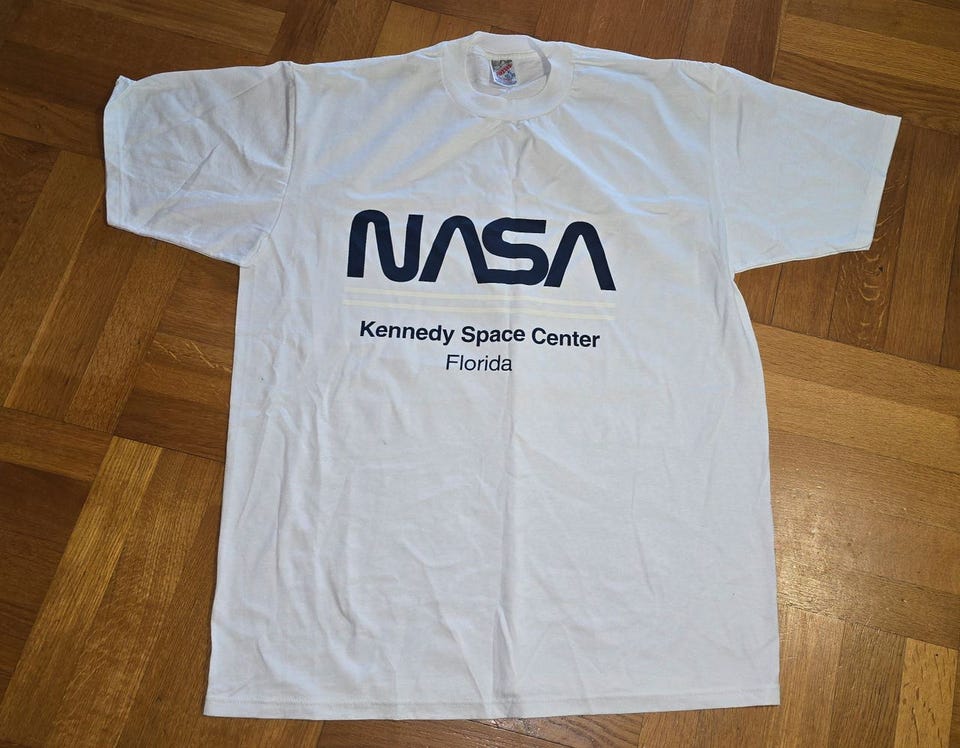 NASA
Kennedy Space Center
Florida